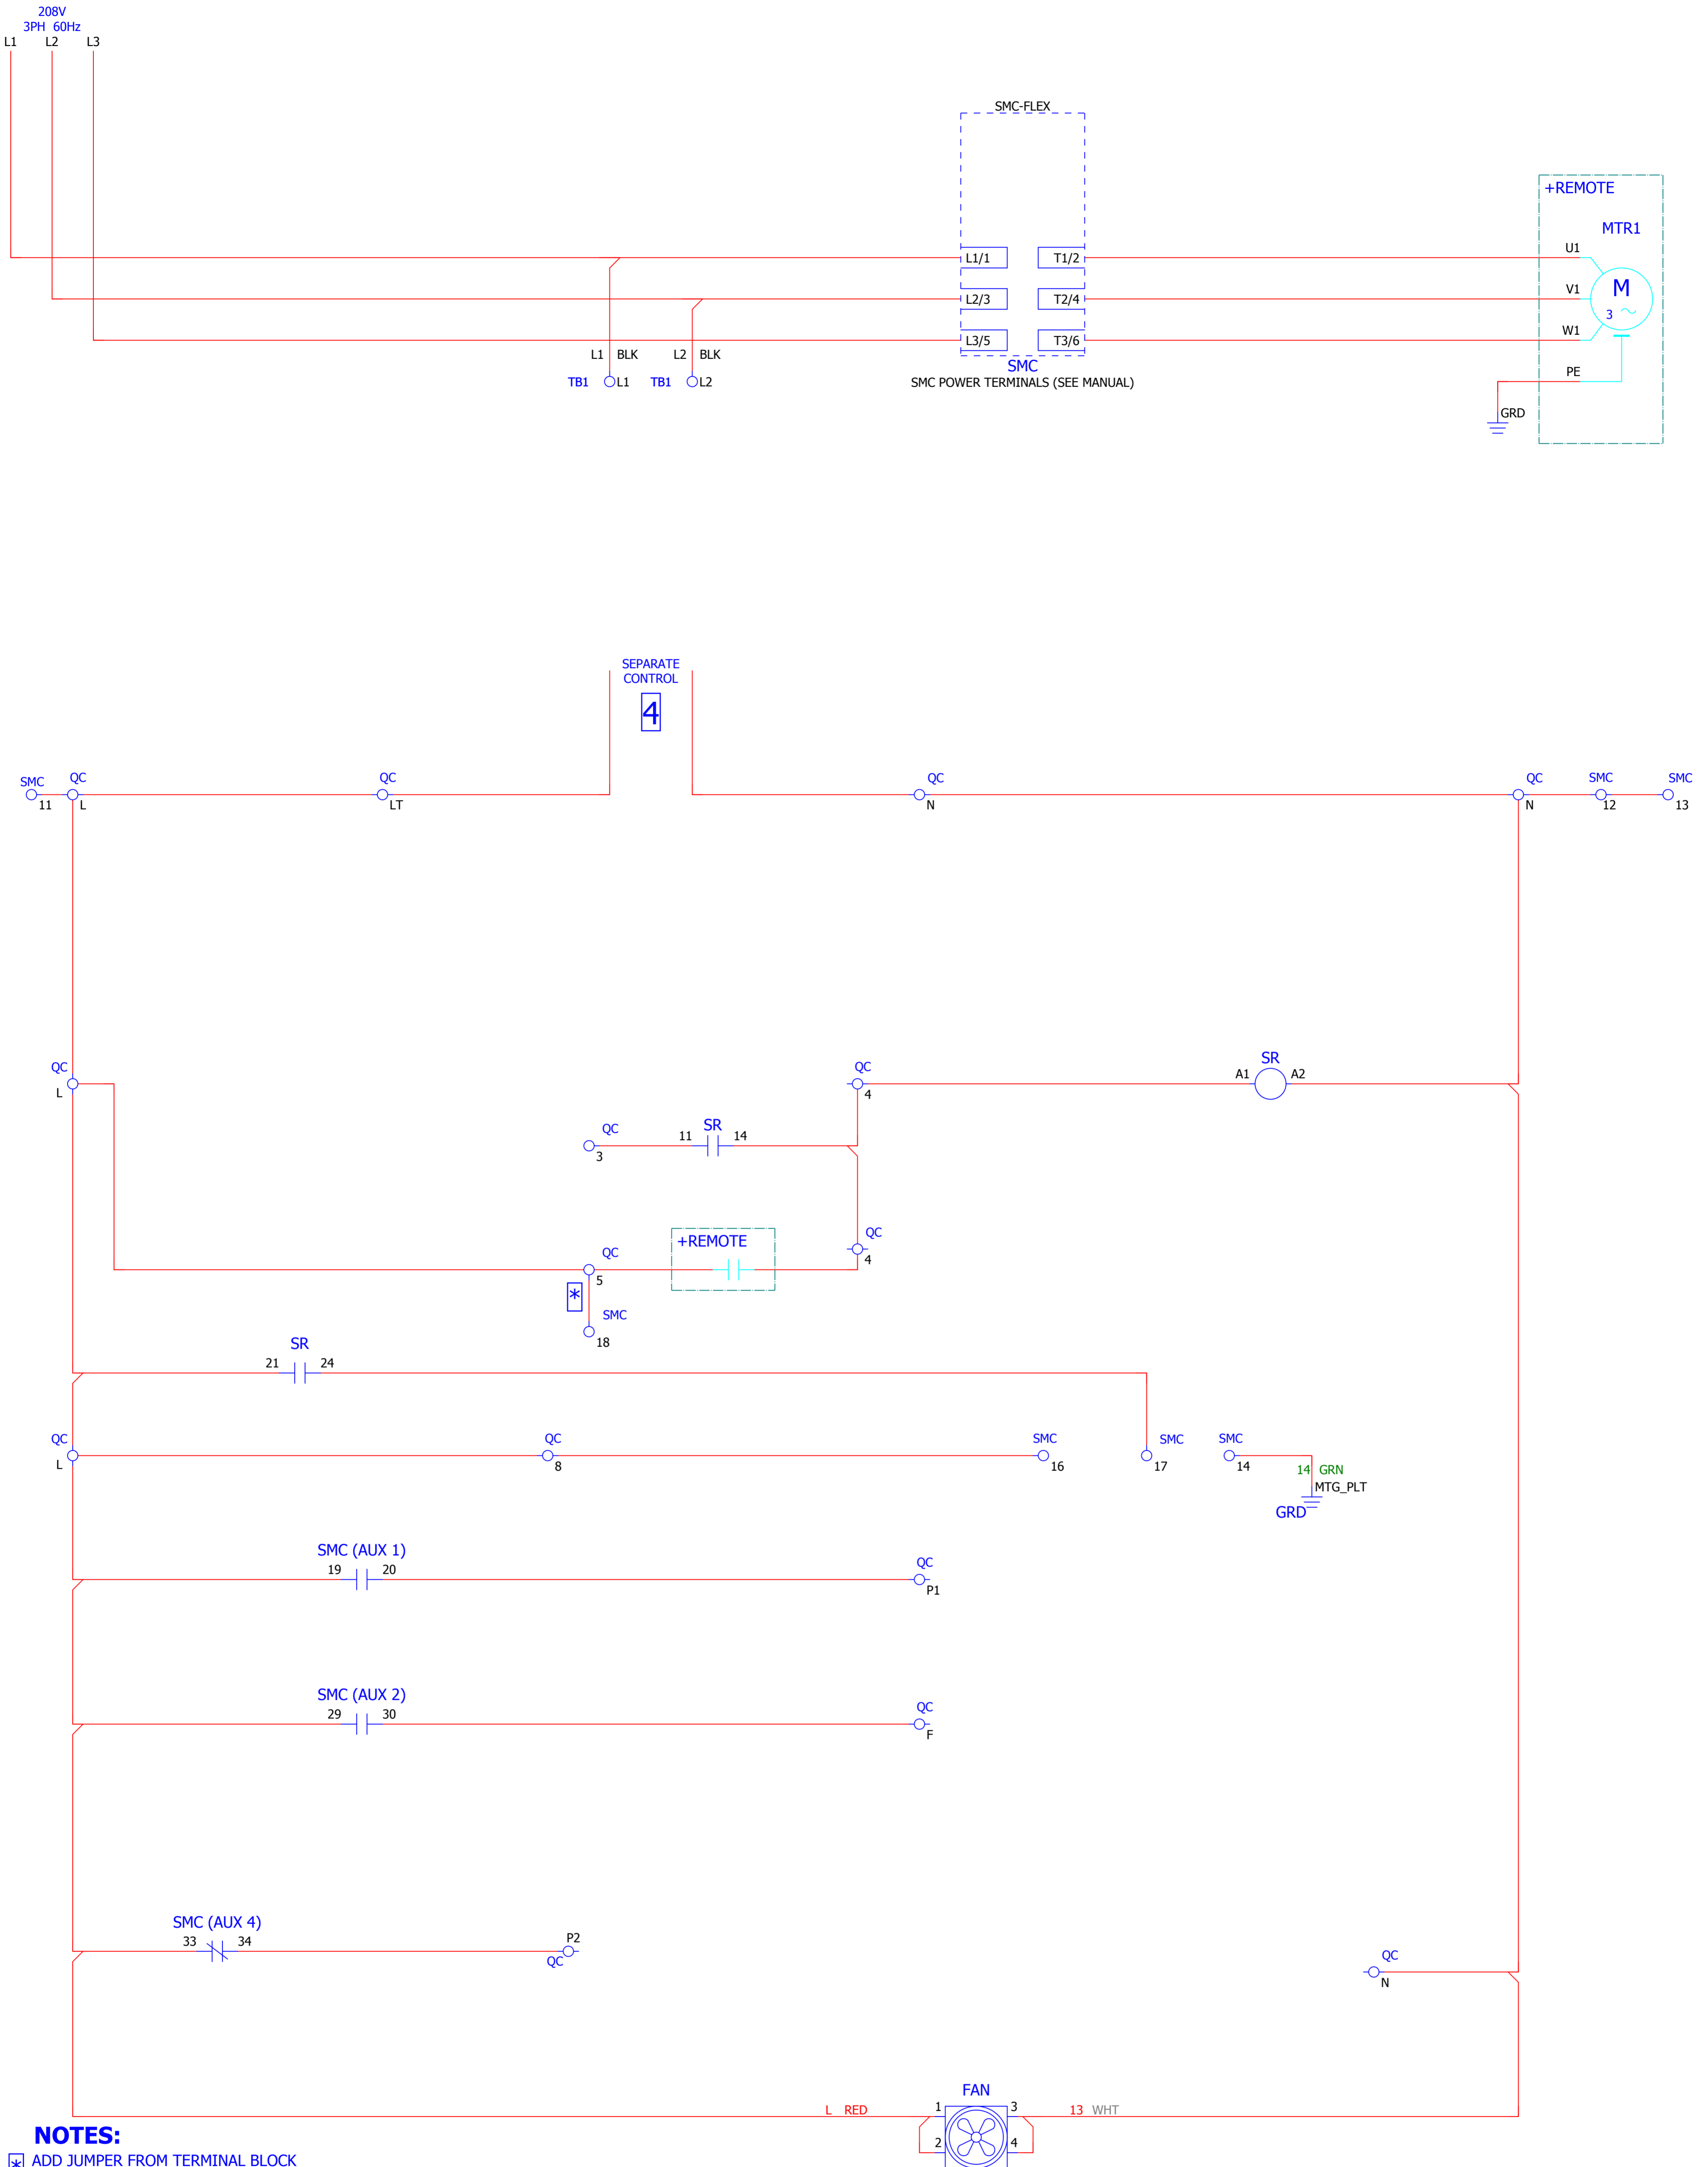 208V
3PH 60Hz
L1 L2 L3
SMC-FLEX
+REMOTE
MTR1
U1
L1/1 T1/2
V1
M
3
L2/3 T2/4
W1
L3/5 T3/6
L1 BLK L2 BLK
SMC
PE
TB1 L1 TB1 L2
SMC POWER TERMINALS (SEE MANUAL)
GRD
SEPARATE
CONTROL
4
SMC QC QC QC QC SMC SMC
11 L LT N N 12 13
QC QC SR
L 4 A1 A2
QC SR
3 11 14
QC
4
QC
5
+REMOTE
*
SMC
18
SR
21 24
QC QC SMC SMC SMC
L 8 16 17 14
14 GRN
MTG_PLT
GRD
SMC (AUX 1)
19 20
QC
P1
SMC (AUX 2)
29 30
QC
F
SMC (AUX 4)
33 34
P2
QC
QC
N
FAN
L RED 1 3 13 WHT
2 4
NOTES:
* ADD JUMPER FROM TERMINAL BLOCK